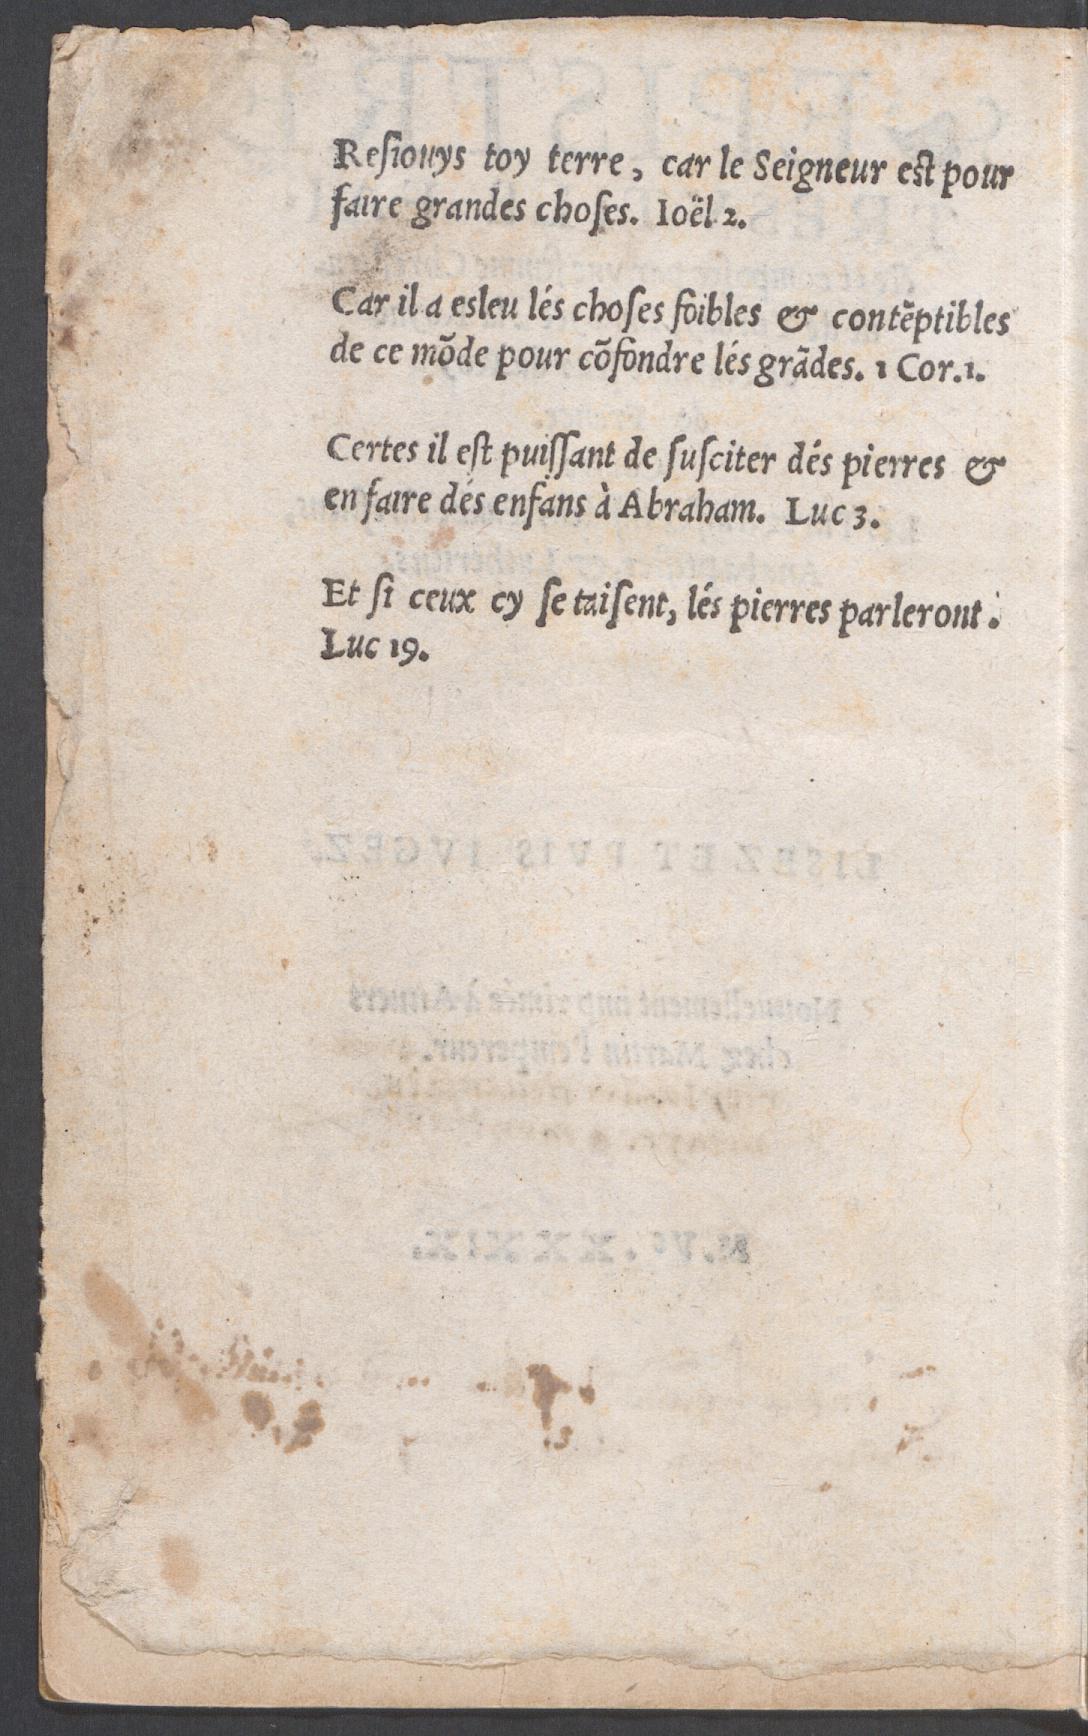 Reſiouys toy terre, car le Seigneur eſt pour
faire grandes choſes. Ioël 2.
Car il a esleu lés choſes foibles & contẽptibles
de ce mõde pour cõfondre lés grãdes. 1 Cor.1.
Certes il eſt puiſſant de ſuſciter dés pierres &
en faire dés enfans à Abraham. Luc 3.
Et ſi ceux cy ſe taiſent, lés pierres parleront.
Luc 19.